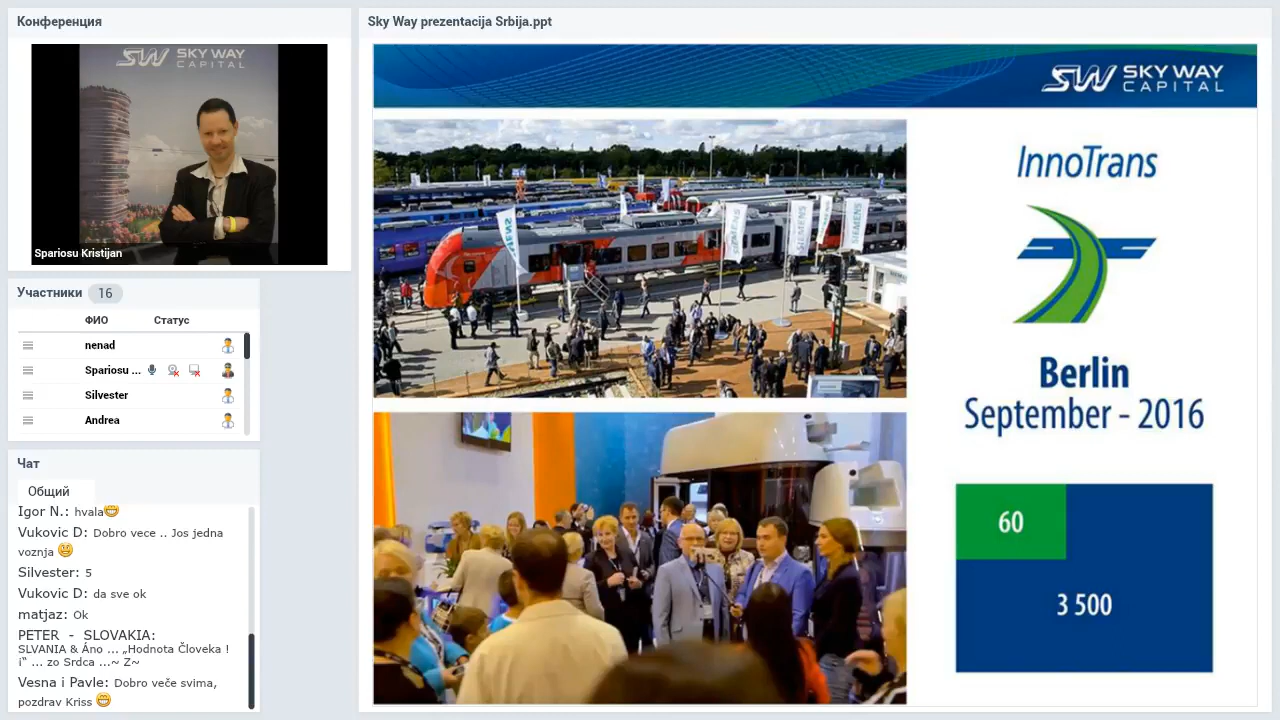 Конференция
SKY WAY
CAPITAL
Spariosu Kristijan
Участники 16
ФИО Статус
nenad
Spariosu ...
Silvester
Andrea
Чат
Общий
Igor N.: hvala
Vukovic D: Dobro vece .. Jos jedna
voznja
Silvester: 5
Vukovic D: da sve ok
matjaz: Ok
PETER - SLOVAKIA:
SLVANIA & Áno ... „Hodnota Človeka !
i“ ... zo Srdca ...~ Z~
Vesna i Pavle: Dobro veče svima,
pozdrav Kriss
Sky Way prezentacija Srbija.ppt
SW SKY WAY
CAPITAL
SIEMENS
SIEMENS
SIEMENS
InnoTrans
Berlin
September - 2016
60
3 500